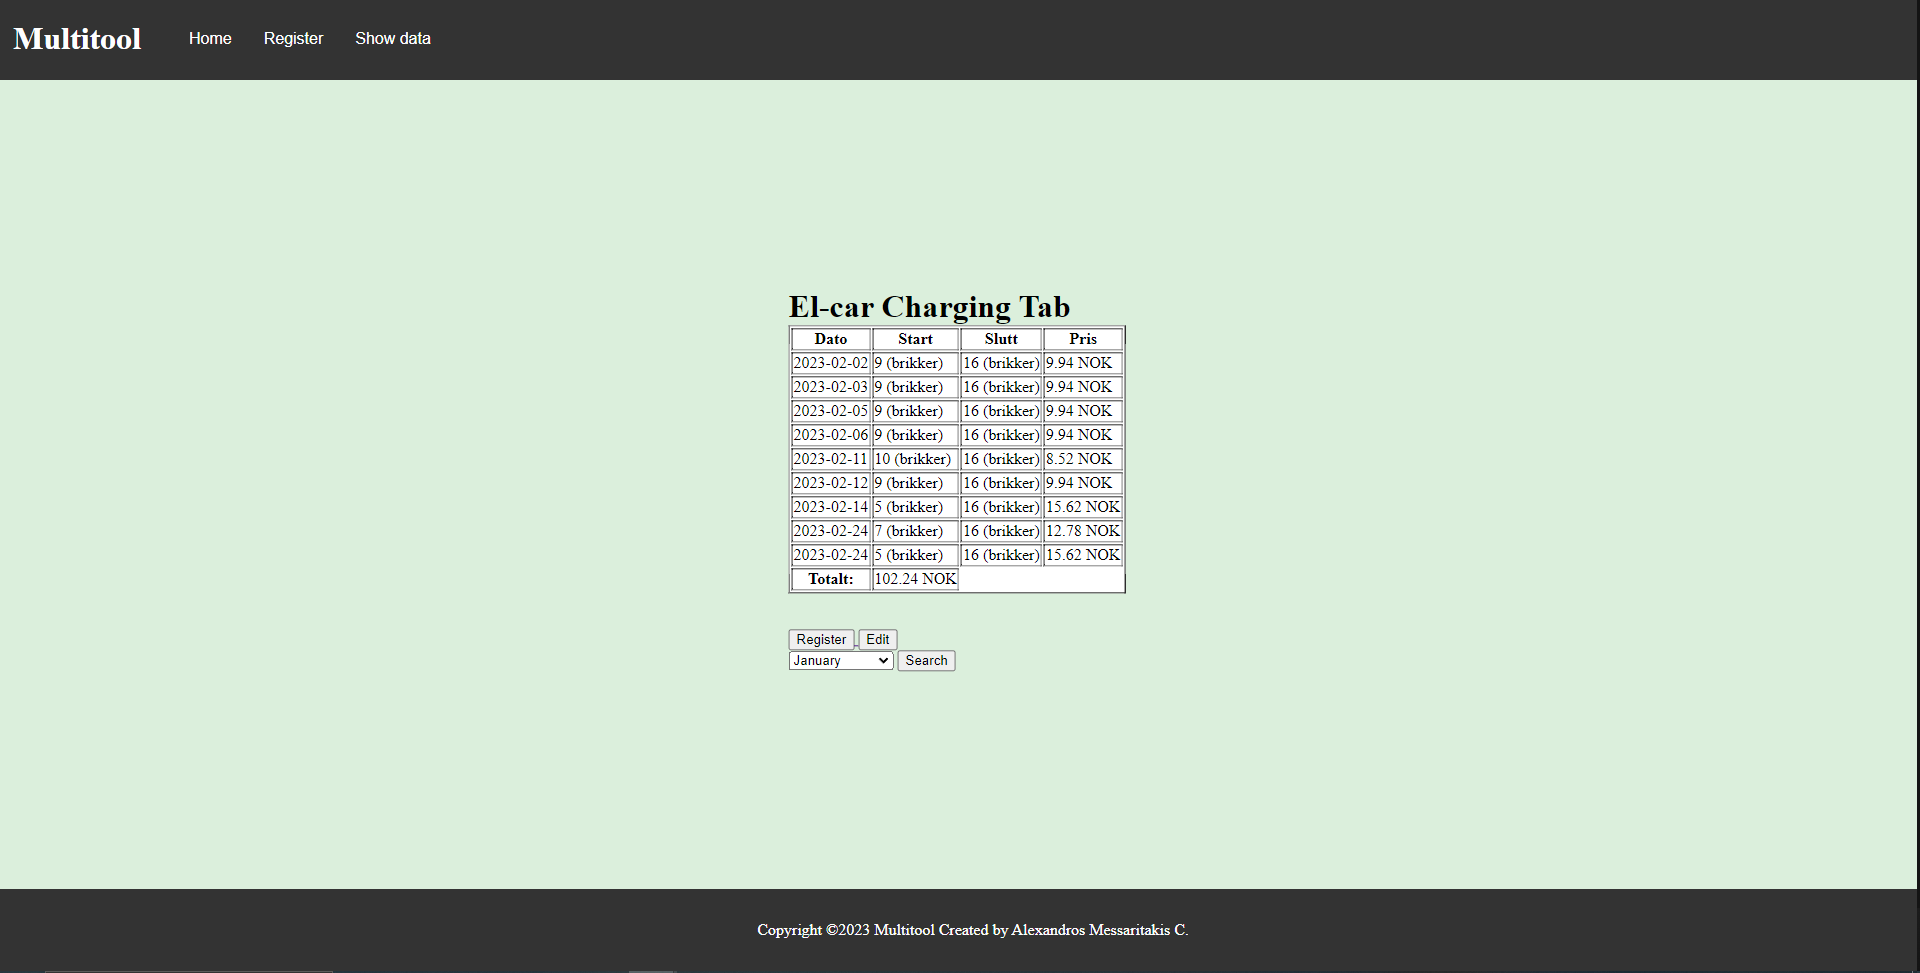 Multitool Home Register Show data
El-car Charging Tab
Dato Start Slutt Pris
2023-02-02 9 (brikker) 16 (brikker) 9.94 NOK
2023-02-03 9 (brikker) 16 (brikker) 9.94 NOK
2023-02-05 9 (brikker) 16 (brikker) 9.94 NOK
2023-02-06 9 (brikker) 16 (brikker) 9.94 NOK
2023-02-11 10 (brikker) 16 (brikker) 8.52 NOK
2023-02-12 9 (brikker) 16 (brikker) 9.94 NOK
2023-02-14 5 (brikker) 16 (brikker) 15.62 NOK
2023-02-24 7 (brikker) 16 (brikker) 12.78 NOK
2023-02-24 5 (brikker) 16 (brikker) 15.62 NOK
Totalt: 102.24 NOK
Register Edit
January Search
Copyright ©2023 Multitool Created by Alexandros Messaritakis C.